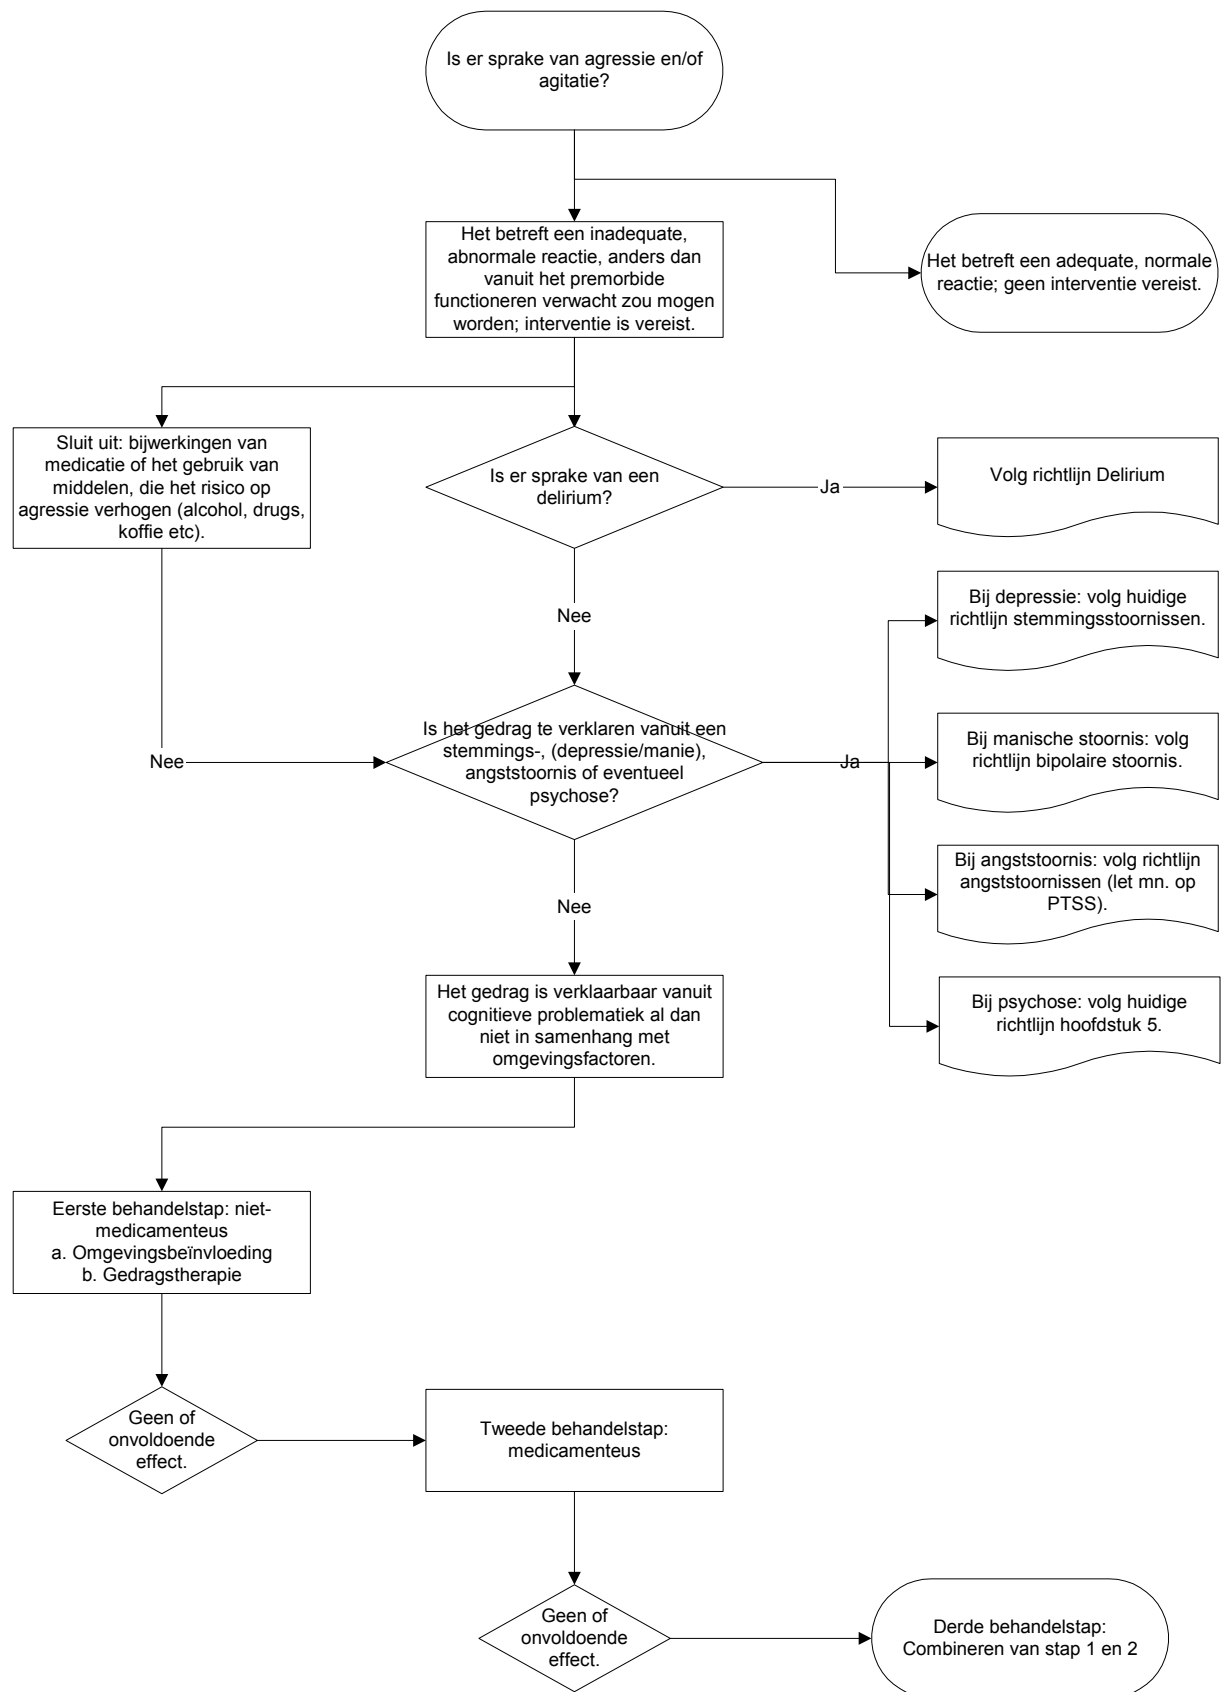 Is er sprake van agressie en/of
agitatie?
Het betreft een inadequate,
abnormale reactie, anders dan
vanuit het premorbide
functioneren verwacht zou mogen
worden; interventie is vereist.
Het betreft een adequate, normale
reactie; geen interventie vereist.
Sluit uit: bijwerkingen van
medicatie of het gebruik van
middelen, die het risico op
agressie verhogen (alcohol, drugs,
koffie etc).
Is er sprake van een
delirium?
Ja
Volg richtlijn Delirium
Nee
Bij depressie: volg huidige
richtlijn stemmingsstoornissen.
Nee
Is het gedrag te verklaren vanuit een
stemmings-, (depressie/manie),
angststoornis of eventueel
psychose?
Ja
Bij manische stoornis: volg
richtlijn bipolaire stoornis.
Bij angststoornis: volg richtlijn
angststoornissen (let mn. op
PTSS).
Nee
Bij psychose: volg huidige
richtlijn hoofdstuk 5.
Het gedrag is verklaarbaar vanuit
cognitieve problematiek al dan
niet in samenhang met
omgevingsfactoren.
Eerste behandelstap: niet-
medicamenteus
a. Omgevingsbeïnvloeding
b. Gedragstherapie
Geen of
onvoldoende
effect.
Tweede behandelstap:
medicamenteus
Geen of
onvoldoende
effect.
Derde behandelstap:
Combineren van stap 1 en 2